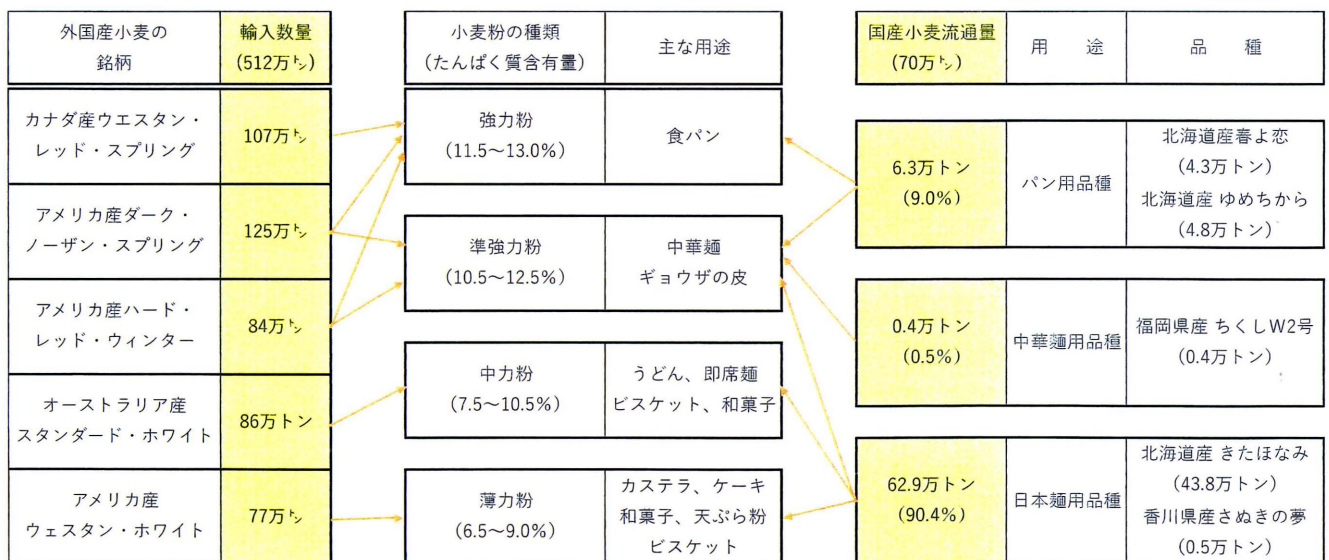 外国産小麦の
銘柄
輸入数量
(512万㌧)
カナダ産ウエスタン・
レッド・スプリング
107万㌧
アメリカ産ダーク・
ノーザン・スプリング
125万㌧
アメリカ産ハード・
レッド・ウィンター
84万㌧
オーストラリア産
スタンダード・ホワイト
86万トン
アメリカ産
ウェスタン・ホワイト
77万㌧
小麦粉の種類
(たんぱく質含有量)
主な用途
強力粉
(11.5～13.0%)
食パン
準強力粉
(10.5～12.5%)
中華麺
ギョウザの皮
中力粉
(7.5～10.5%)
うどん、即席麺
ビスケット、和菓子
薄力粉
(6.5～9.0%)
カステラ、ケーキ
和菓子、天ぷら粉
ビスケット
国産小麦流通量
(70万㌧)
用　途
品　種
6.3万トン
(9.0%)
パン用品種
北海道産春よ恋
(4.3万トン)
北海道産 ゆめちから
(4.8万トン)
0.4万トン
(0.5%)
中華麺用品種
福岡県産 ちくしW2号
(0.4万トン)
62.9万トン
(90.4%)
日本麺用品種
北海道産 きたほなみ
(43.8万トン)
香川県産さぬきの夢
(0.5万トン)